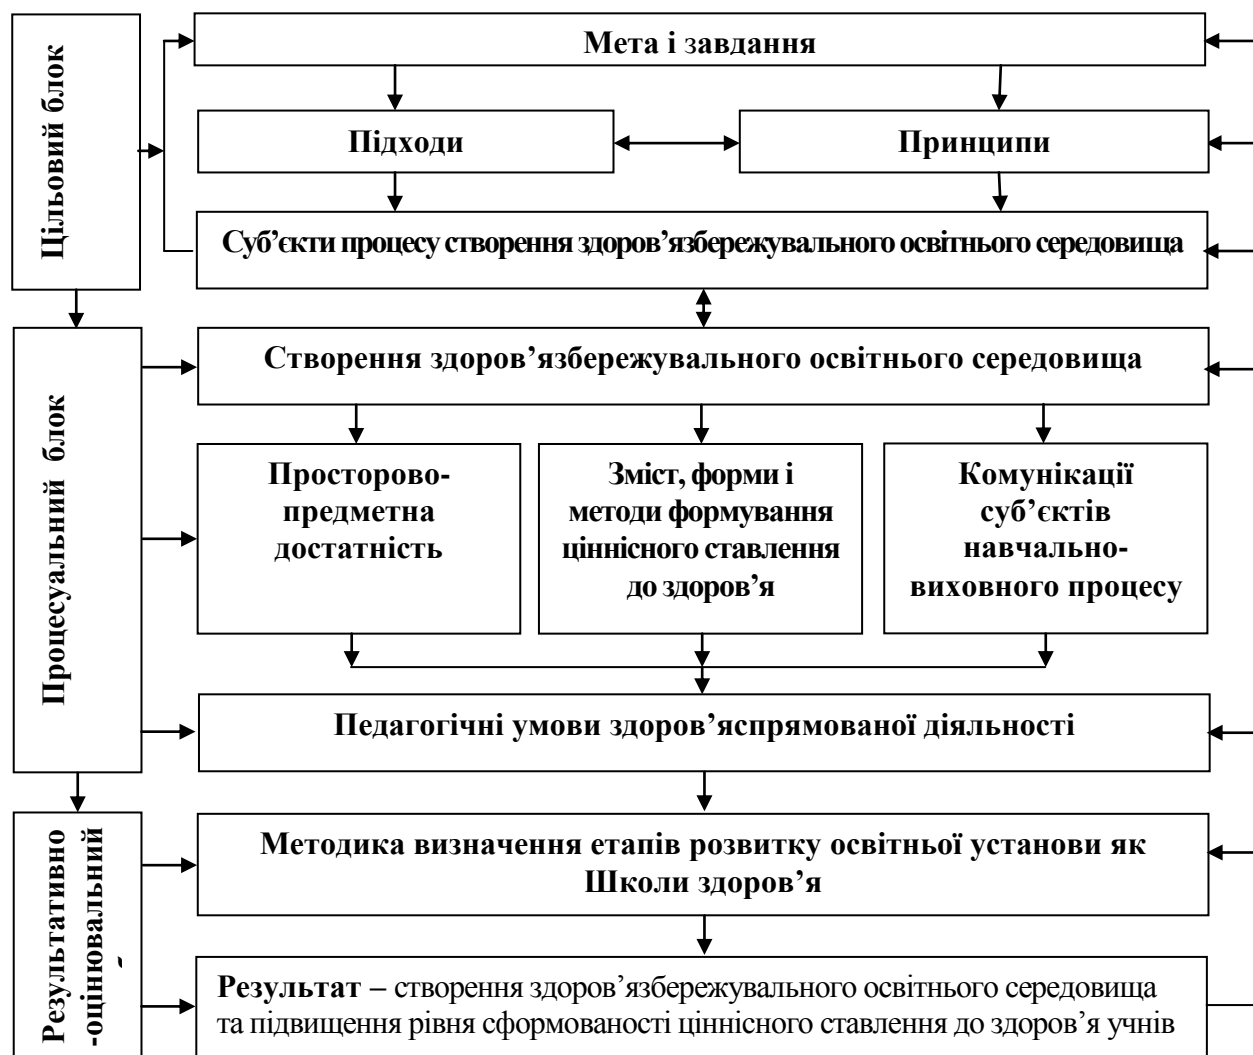 Цільовий блок
Мета і завдання
Підходи
Принципи
Суб’єкти процесу створення здоров’язбережувального освітнього середовища
Процесуальний блок
Створення здоров’язбережувального освітнього середовища
Просторово-
предметна
достатність
Зміст, форми і
методи формування
ціннісного ставлення
до здоров’я
Комунікації
суб’єктів
навчально-
виховного процесу
Педагогічні умови здоров’яспрямованої діяльності
Результативно
-оцінювальний
Методика визначення етапів розвитку освітньої установи як
Школи здоров’я
Результат – створення здоров’язбережувального освітнього середовища
та підвищення рівня сформованості ціннісного ставлення до здоров’я учнів